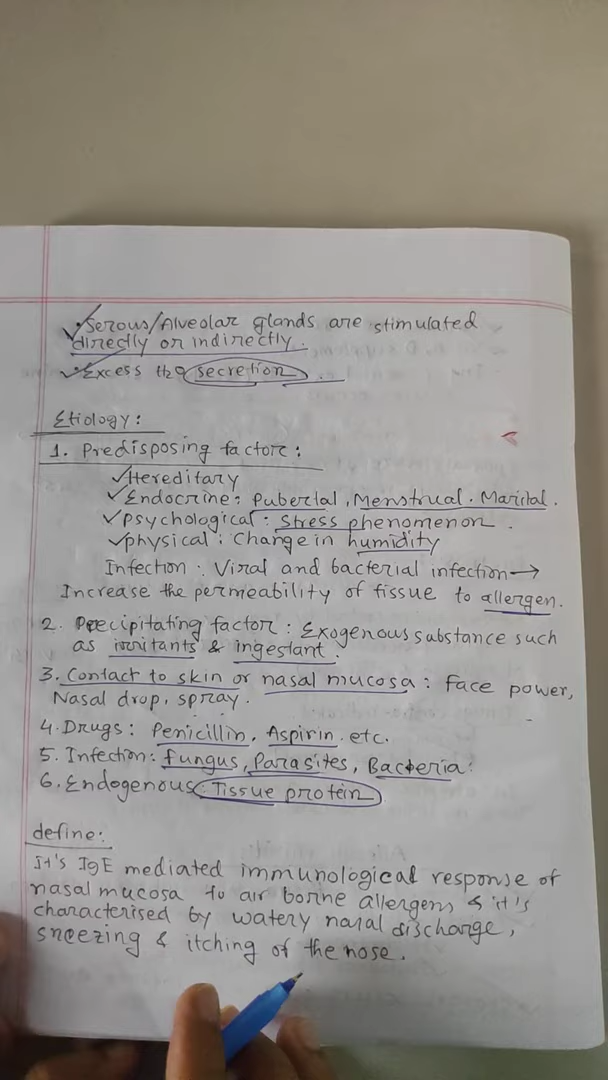 • Serous/Alveolar glands are stimulated
directly or indirectly.
• Excess H2O secretion ...
Etiology:
1. Predisposing factor:
✓Hereditary
✓Endocrine: Pubertal, Menstrual. Marital.
✓psychological: stress phenomenon.
✓physical: Change in humidity
Infection: Viral and bacterial infection→
Increase the permeability of tissue to allergen.
2. Precipitating factor: Exogenous substance such
as irritants & ingestant.
3. Contact to skin or nasal mucosa: Face power,
Nasal drop, spray.
4. Drugs: Penicillin, Aspirin. etc.
5. Infection: fungus, Parasites, Bacteria:
6. Endogenous: Tissue protein
define:
It's IgE mediated immunological response of
nasal mucosa to air borne allergens & it's
characterised by watery nasal discharge,
sneezing & itching of the nose.